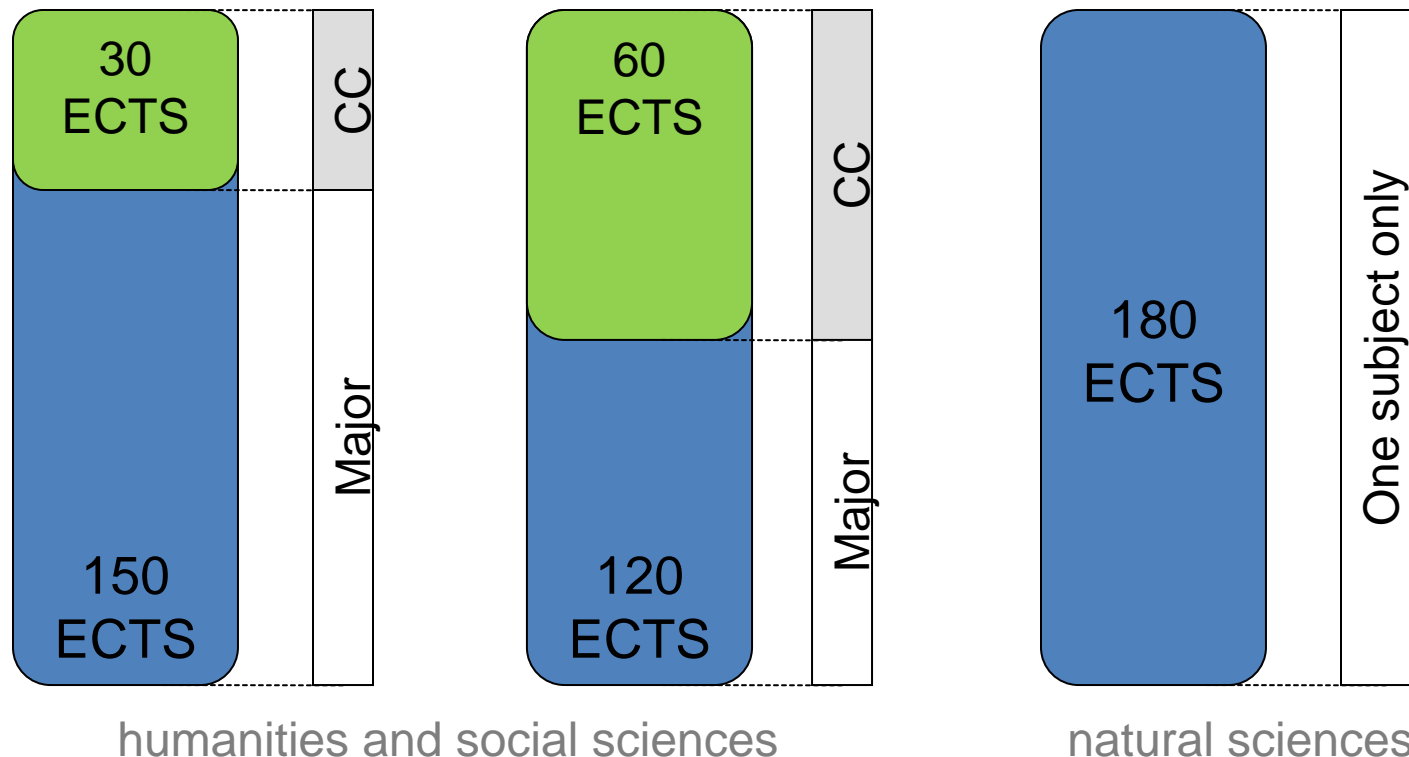 30
ECTS
CC
Major
150
ECTS
60
ECTS
CC
Major
120
ECTS
180
ECTS
One subject only
humanities and social sciences
natural sciences